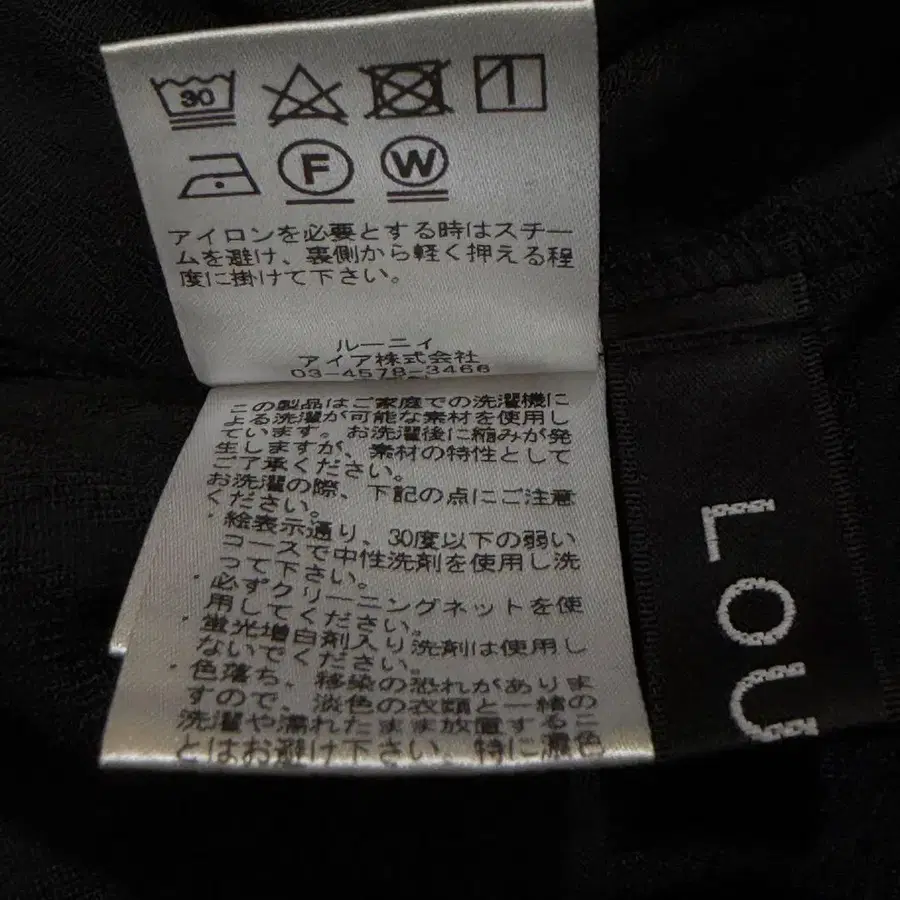 30
F
W
アイロンを必要とする時はスチー
ムを避け、裏側から軽く押える程
度に掛けて下さい。
ルーニィ
アイア株式会社
03-4578-3466
この製品はご家庭での洗濯機に
よる洗濯が可能な素材を使用し
ています。お洗濯後に縮みが発
生しますが、素材の特性として
ご了承ください。
お洗濯の際、下記の点にご注意
ください。
・絵表示通り、30度以下の弱い
コースで中性洗剤を使用し洗
って下さい。
・必ずクリーニングネットを使
用してください。
・蛍光増白剤入り洗剤は使用し
ないでください。
・色落ち、移染の恐れがありま
すので、淡色の衣類と一緒の
洗濯や濡れたまま放置するこ
とはお避け下さい。特に濃色
LOU